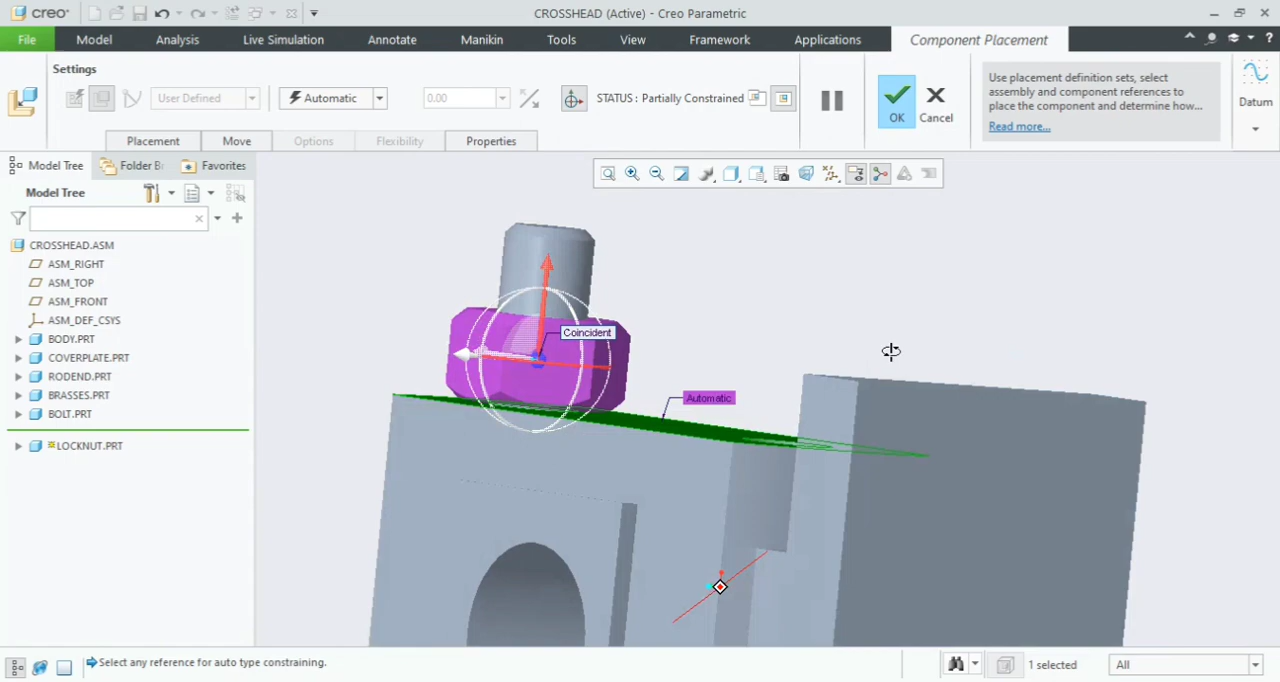 creo®
CROSSHEAD (Active) - Creo Parametric
File
Model
Analysis
Live Simulation
Annotate
Manikin
Tools
View
Framework
Applications
Component Placement
Settings
User Defined
Automatic
0.00
STATUS : Partially Constrained
OK
Cancel
Use placement definition sets, select
assembly and component references to
place the component and determine how...
Read more...
Datum
Placement
Move
Options
Flexibility
Properties
Model Tree
Folder Br
Favorites
Model Tree
CROSSHEAD.ASM
ASM_RIGHT
ASM_TOP
ASM_FRONT
ASM_DEF_CSYS
BODY.PRT
COVERPLATE.PRT
RODEND.PRT
BRASSES.PRT
BOLT.PRT
LOCKNUT.PRT
Coincident
Automatic
Select any reference for auto type constraining.
1 selected
All